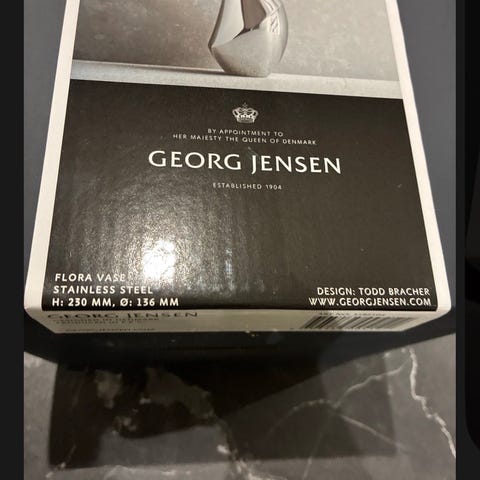 BY APPOINTMENT TO
HER MAJESTY THE QUEEN OF DENMARK
GEORG JENSEN
ESTABLISHED 1904
FLORA VASE
STAINLESS STEEL
H: 230 MM, Ø: 136 MM
DESIGN: TODD BRACHER
WWW.GEORGJENSEN.COM
GEORG JENSEN